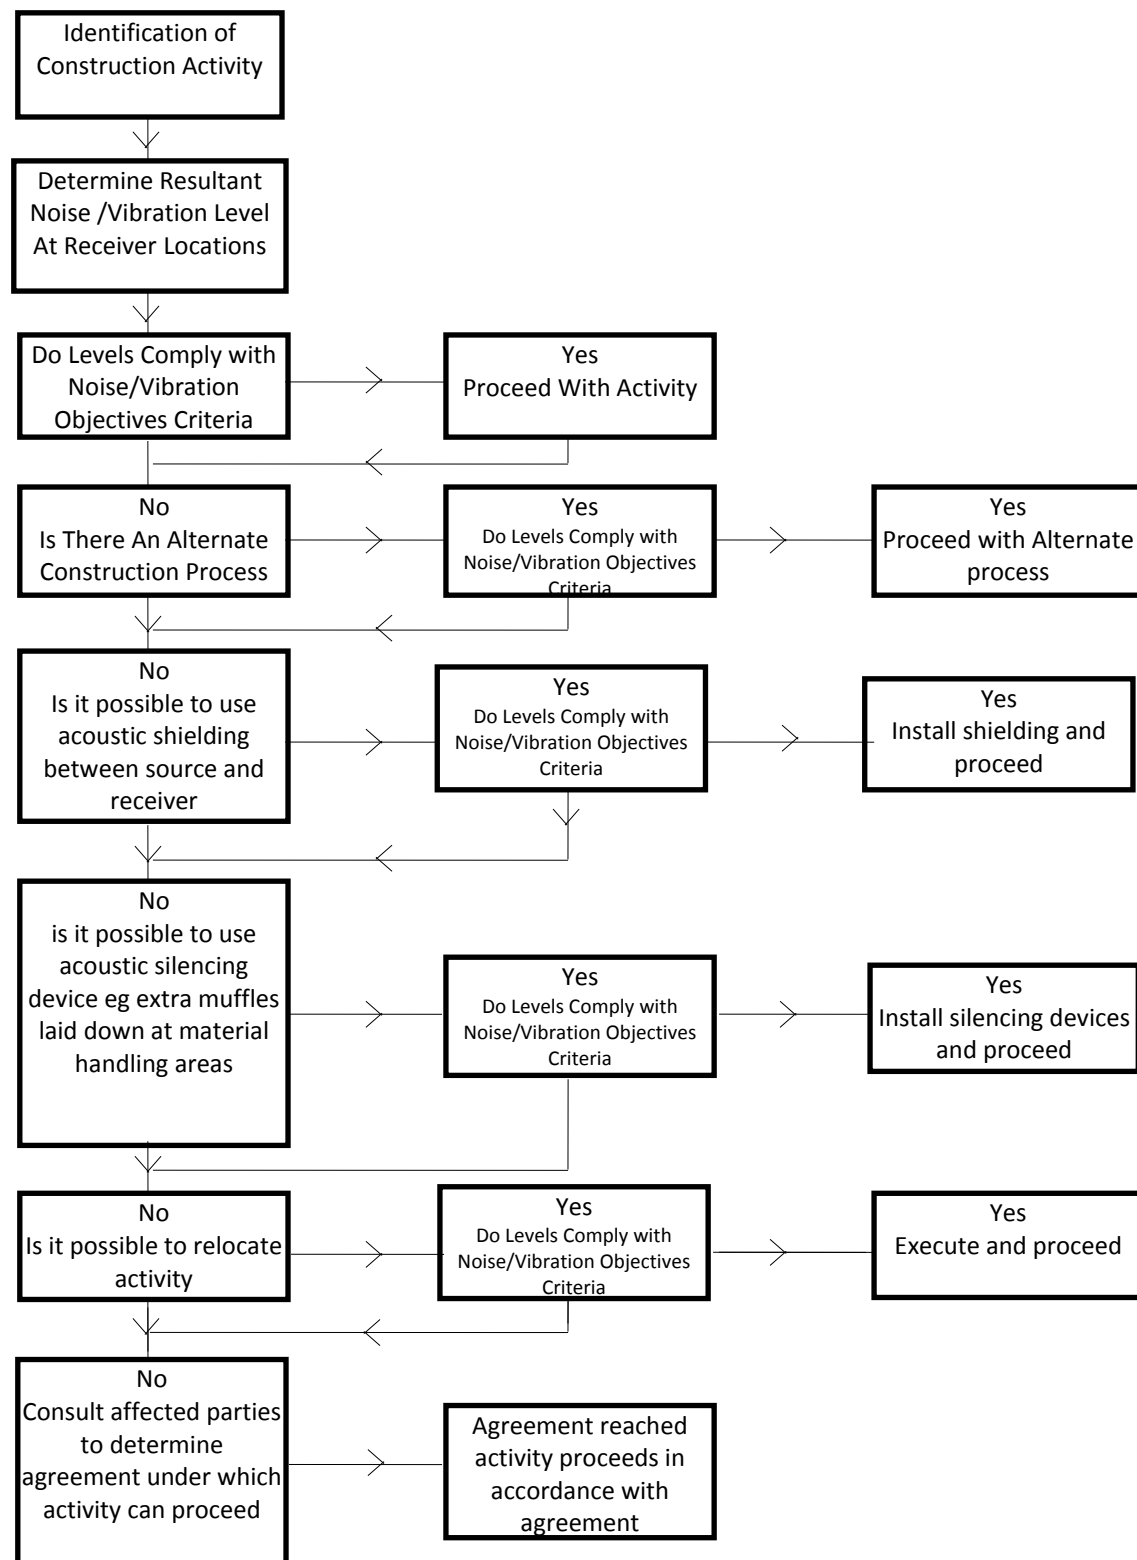 Identification of
Construction Activity
Determine Resultant
Noise /Vibration Level
At Receiver Locations
Do Levels Comply with
Noise/Vibration
Objectives Criteria
Yes
Proceed With Activity
No
Is There An Alternate
Construction Process
Yes
Do Levels Comply with
Noise/Vibration Objectives
Criteria
Yes
Proceed with Alternate
process
No
Is it possible to use
acoustic shielding
between source and
receiver
Yes
Do Levels Comply with
Noise/Vibration Objectives
Criteria
Yes
Install shielding and
proceed
No
is it possible to use
acoustic silencing
device eg extra muffles
laid down at material
handling areas
Yes
Do Levels Comply with
Noise/Vibration Objectives
Criteria
Yes
Install silencing devices
and proceed
No
Is it possible to relocate
activity
Yes
Do Levels Comply with
Noise/Vibration Objectives
Criteria
Yes
Execute and proceed
No
Consult affected parties
to determine
agreement under which
activity can proceed
Agreement reached
activity proceeds in
accordance with
agreement